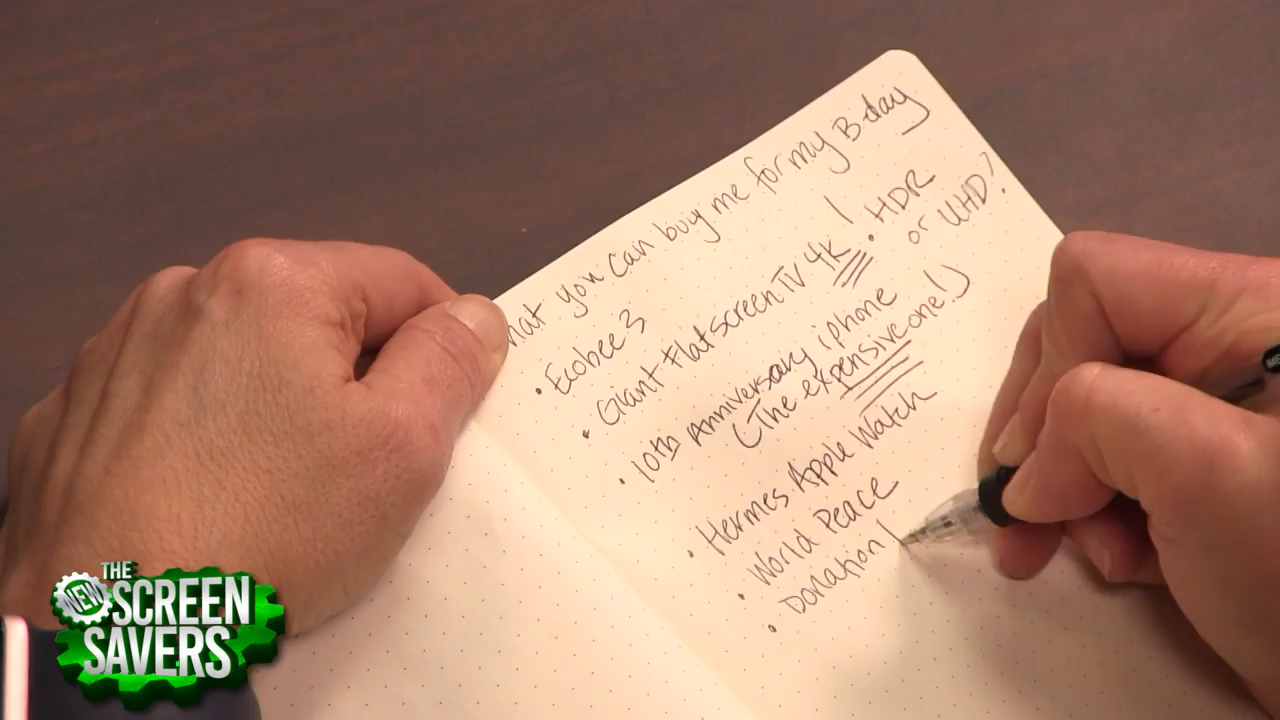 hat you can buy me for my B-day
• Ecobee 3
• Giant Flatscreen TV 4K! • HDR
or UHD?
• 10th Anniversary iphone
(The expensive one!)
• Hermes Apple Watch
• World Peace
• Donation
THE
NEW SCREEN
SAVERS